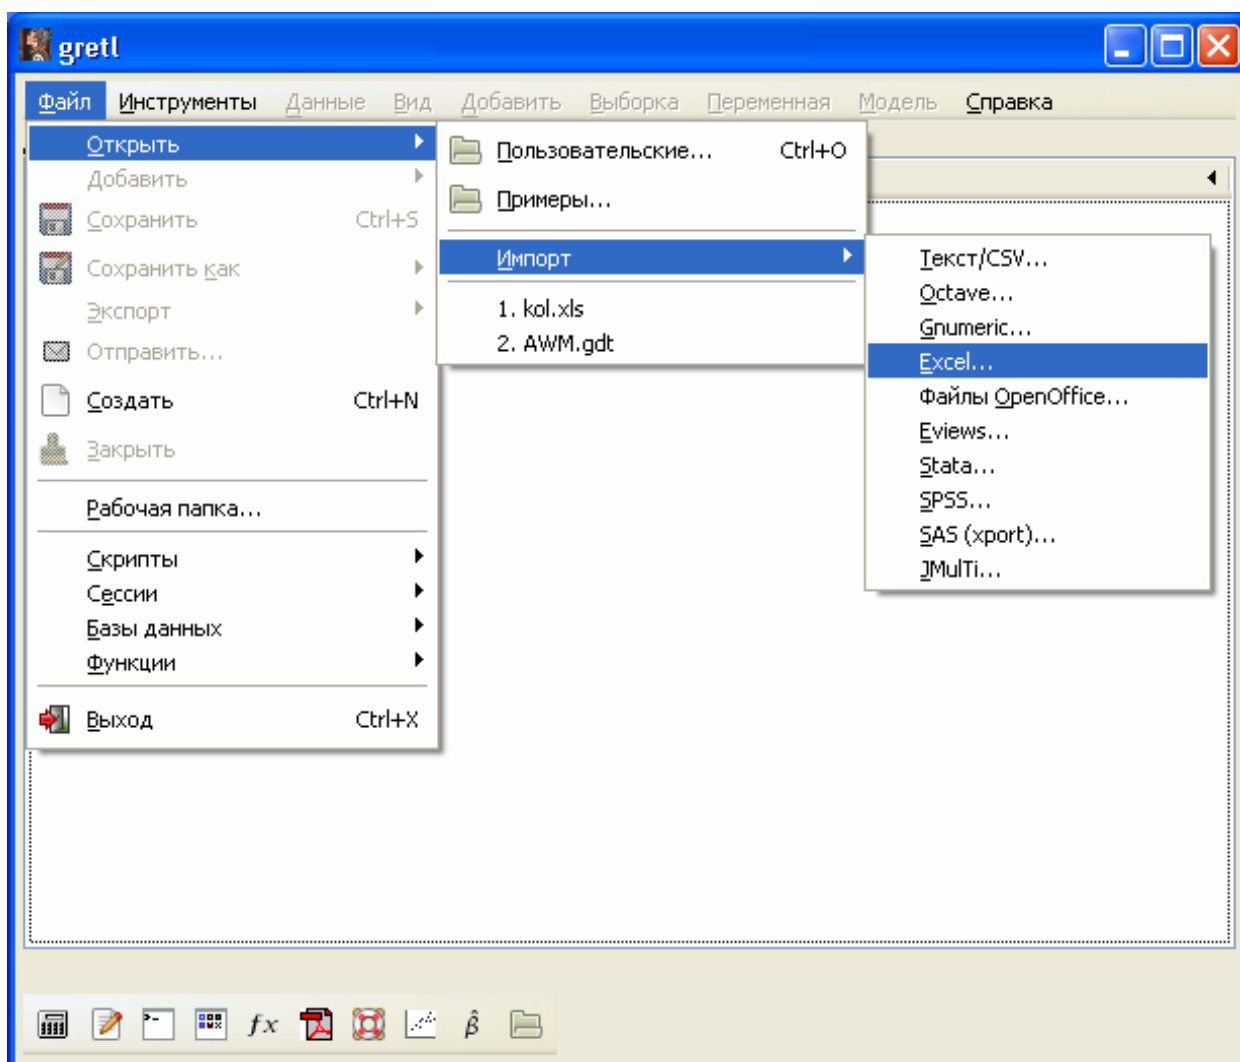 gretl
Файл Инструменты Данные Вид Добавить Выборка Переменная Модель Справка
Открыть
Добавить
Сохранить Ctrl+S
Сохранить как
Экспорт
Отправить...
Создать Ctrl+N
Закрыть
Рабочая папка...
Скрипты
Сессии
Базы данных
Функции
Выход Ctrl+X
Пользовательские... Ctrl+O
Примеры...
Импорт
1. kol.xls
2. AWM.gdt
Текст/CSV...
Octave...
Gnumeric...
Excel...
Файлы OpenOffice...
Eviews...
Stata...
SPSS...
SAS (xport)...
JMulTi...
fx β̂